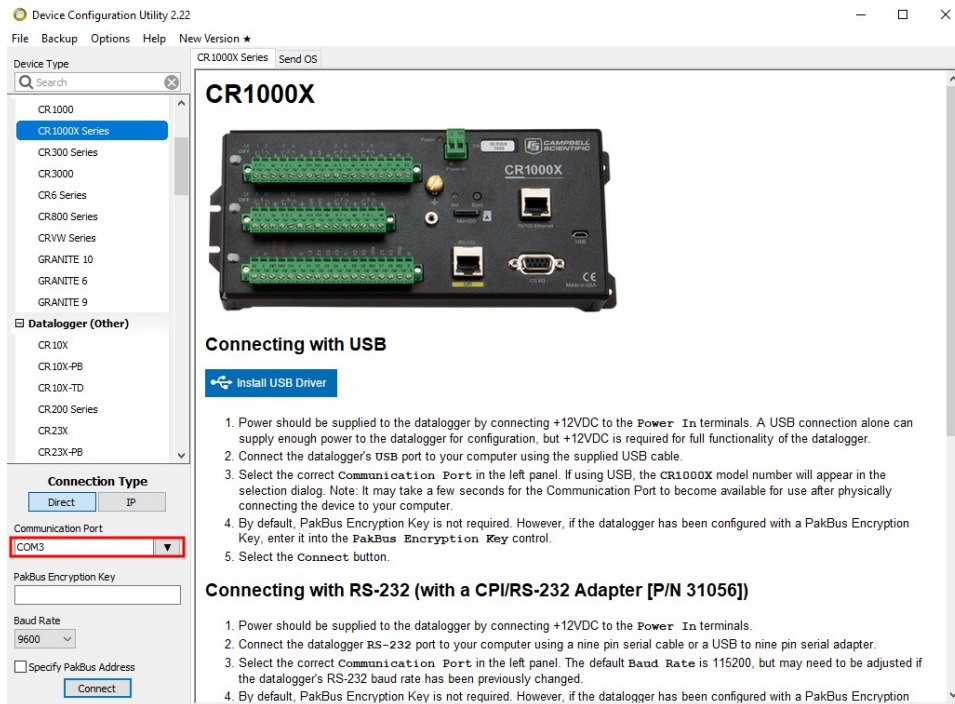 Device Configuration Utility 2.22
File Backup Options Help New Version ★
Device Type
Search
CR1000
CR1000X Series
CR300 Series
CR3000
CR6 Series
CR800 Series
CRVW Series
GRANITE 10
GRANITE 6
GRANITE 9
Datalogger (Other)
CR10X
CR10X-PB
CR10X-TD
CR200 Series
CR23X
CR23X-PB
Connection Type
Direct IP
Communication Port
COM3
PakBus Encryption Key
Baud Rate
9600
Specify PakBus Address
Connect
CR1000X Series Send OS
CR1000X
CAMPBELL SCIENTIFIC
CR1000X
Power In
10/100 Ethernet
USB
RS-232
CPI
CS I/O
CE
Made in USA
Connecting with USB
Install USB Driver
1. Power should be supplied to the datalogger by connecting +12VDC to the Power In terminals. A USB connection alone can
supply enough power to the datalogger for configuration, but +12VDC is required for full functionality of the datalogger.
2. Connect the datalogger's USB port to your computer using the supplied USB cable.
3. Select the correct Communication Port in the left panel. If using USB, the CR1000X model number will appear in the
selection dialog. Note: It may take a few seconds for the Communication Port to become available for use after physically
connecting the device to your computer.
4. By default, PakBus Encryption Key is not required. However, if the datalogger has been configured with a PakBus Encryption
Key, enter it into the PakBus Encryption Key control.
5. Select the Connect button.
Connecting with RS-232 (with a CPI/RS-232 Adapter [P/N 31056])
1. Power should be supplied to the datalogger by connecting +12VDC to the Power In terminals.
2. Connect the datalogger RS-232 port to your computer using a nine pin serial cable or a USB to nine pin serial adapter.
3. Select the correct Communication Port in the left panel. The default Baud Rate is 115200, but may need to be adjusted if
the datalogger's RS-232 baud rate has been previously changed.
4. By default, PakBus Encryption Key is not required. However, if the datalogger has been configured with a PakBus Encryption